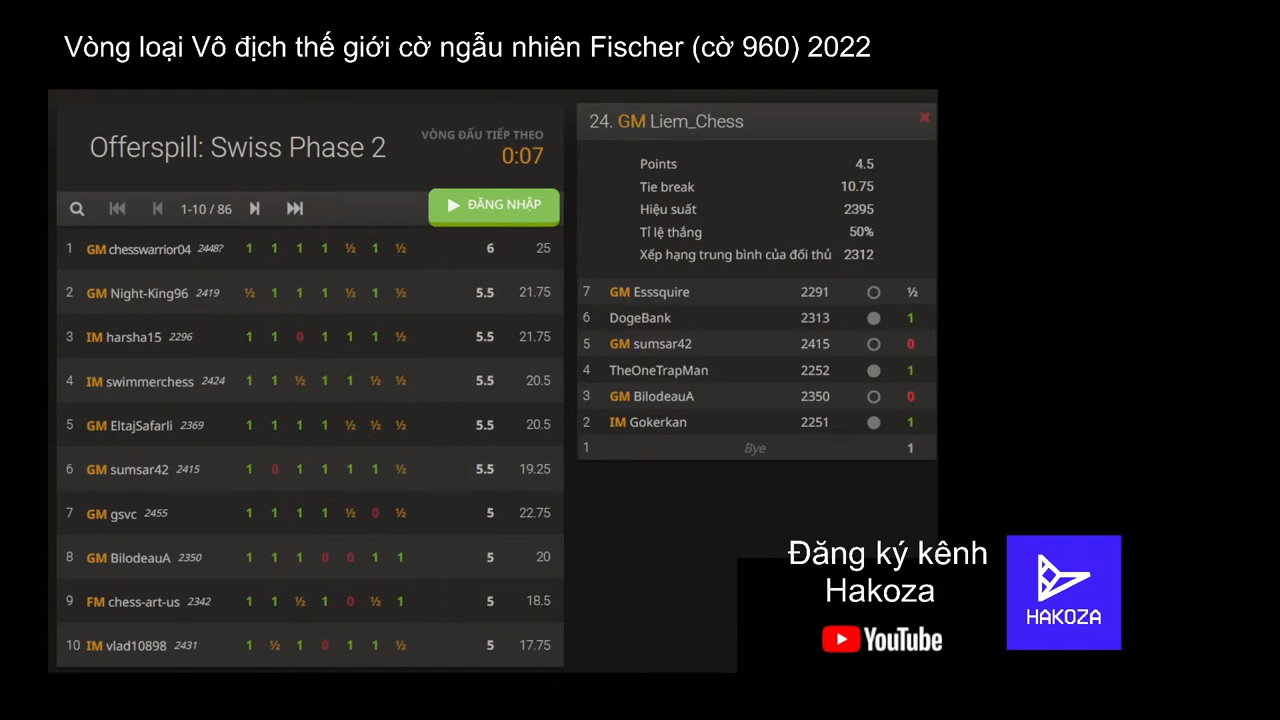 Vòng loại Vô địch thế giới cờ ngẫu nhiên Fischer (cờ 960) 2022
Offerspill: Swiss Phase 2
VÒNG ĐẤU TIẾP THEO
0:07
1-10 / 86
ĐĂNG NHẬP
1 GM chesswarrior04 2448? 1 1 1 1 ½ 1 ½ 6 25
2 GM Night-King96 2419 ½ 1 1 1 ½ 1 ½ 5.5 21.75
3 IM harsha15 2296 1 1 0 1 1 1 ½ 5.5 21.75
4 IM swimmerchess 2424 1 1 ½ 1 1 ½ ½ 5.5 20.5
5 GM EltajSafarli 2369 1 1 1 1 ½ ½ ½ 5.5 20.5
6 GM sumsar42 2415 1 0 1 1 1 1 ½ 5.5 19.25
7 GM gsvc 2455 1 1 1 1 ½ 0 ½ 5 22.75
8 GM BilodeauA 2350 1 1 1 0 0 1 1 5 20
9 FM chess-art-us 2342 1 1 ½ 1 0 ½ 1 5 18.5
10 IM vlad10898 2431 1 ½ 1 0 1 1 ½ 5 17.75
24. GM Liem_Chess
Points 4.5
Tie break 10.75
Hiệu suất 2395
Tỉ lệ thắng 50%
Xếp hạng trung bình của đối thủ 2312
7 GM Esssquire 2291 ½
6 DogeBank 2313 1
5 GM sumsar42 2415 0
4 TheOneTrapMan 2252 1
3 GM BilodeauA 2350 0
2 IM Gokerkan 2251 1
1 Bye 1
Đăng ký kênh
Hakoza
YouTube
HAKOZA